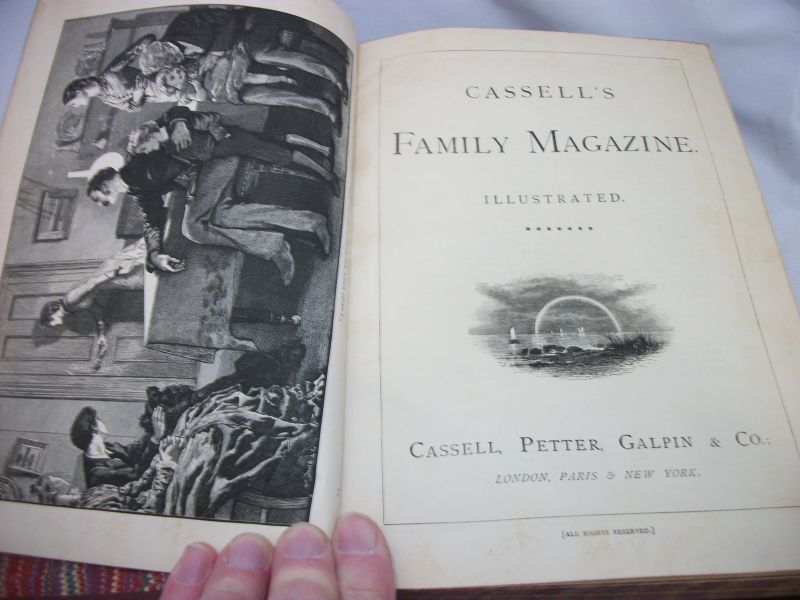 CASSELL'S
FAMILY MAGAZINE.
ILLUSTRATED.
CASSELL, PETTER, GALPIN & CO.:
LONDON, PARIS & NEW YORK.
[ALL RIGHTS RESERVED.]